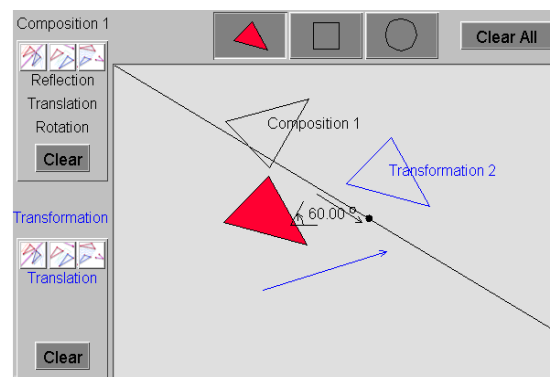 Composition 1
Clear All
Reflection
Translation
Rotation
Clear
Composition 1
Transformation 2
60.00 º
Transformation
Translation
Clear